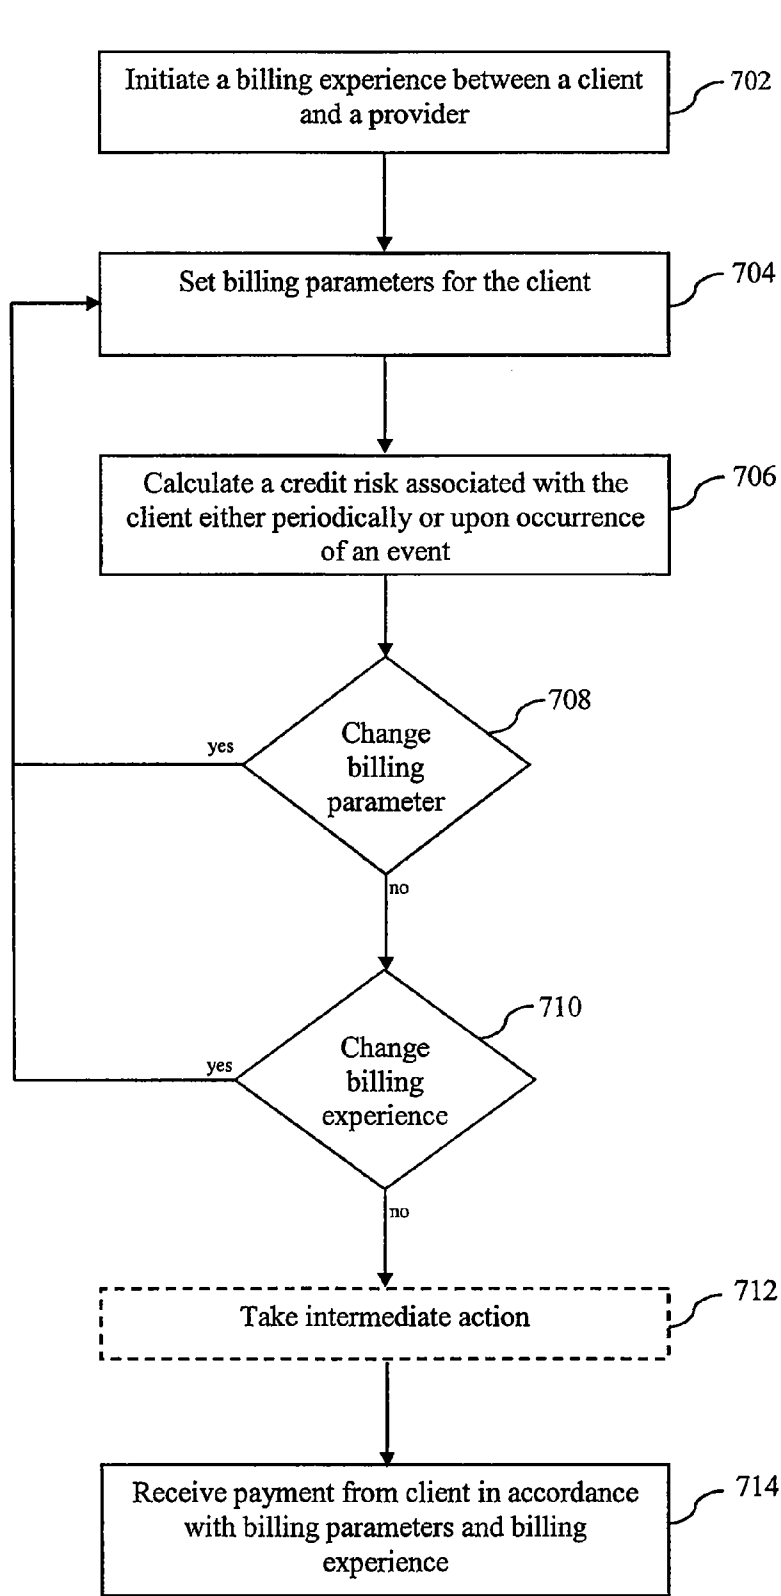 Initiate a billing experience between a client
and a provider
702
Set billing parameters for the client
704
Calculate a credit risk associated with the
client either periodically or upon occurrence
of an event
706
708
Change
billing
parameter
yes
no
710
Change
billing
experience
yes
no
Take intermediate action
712
Receive payment from client in accordance
with billing parameters and billing
experience
714